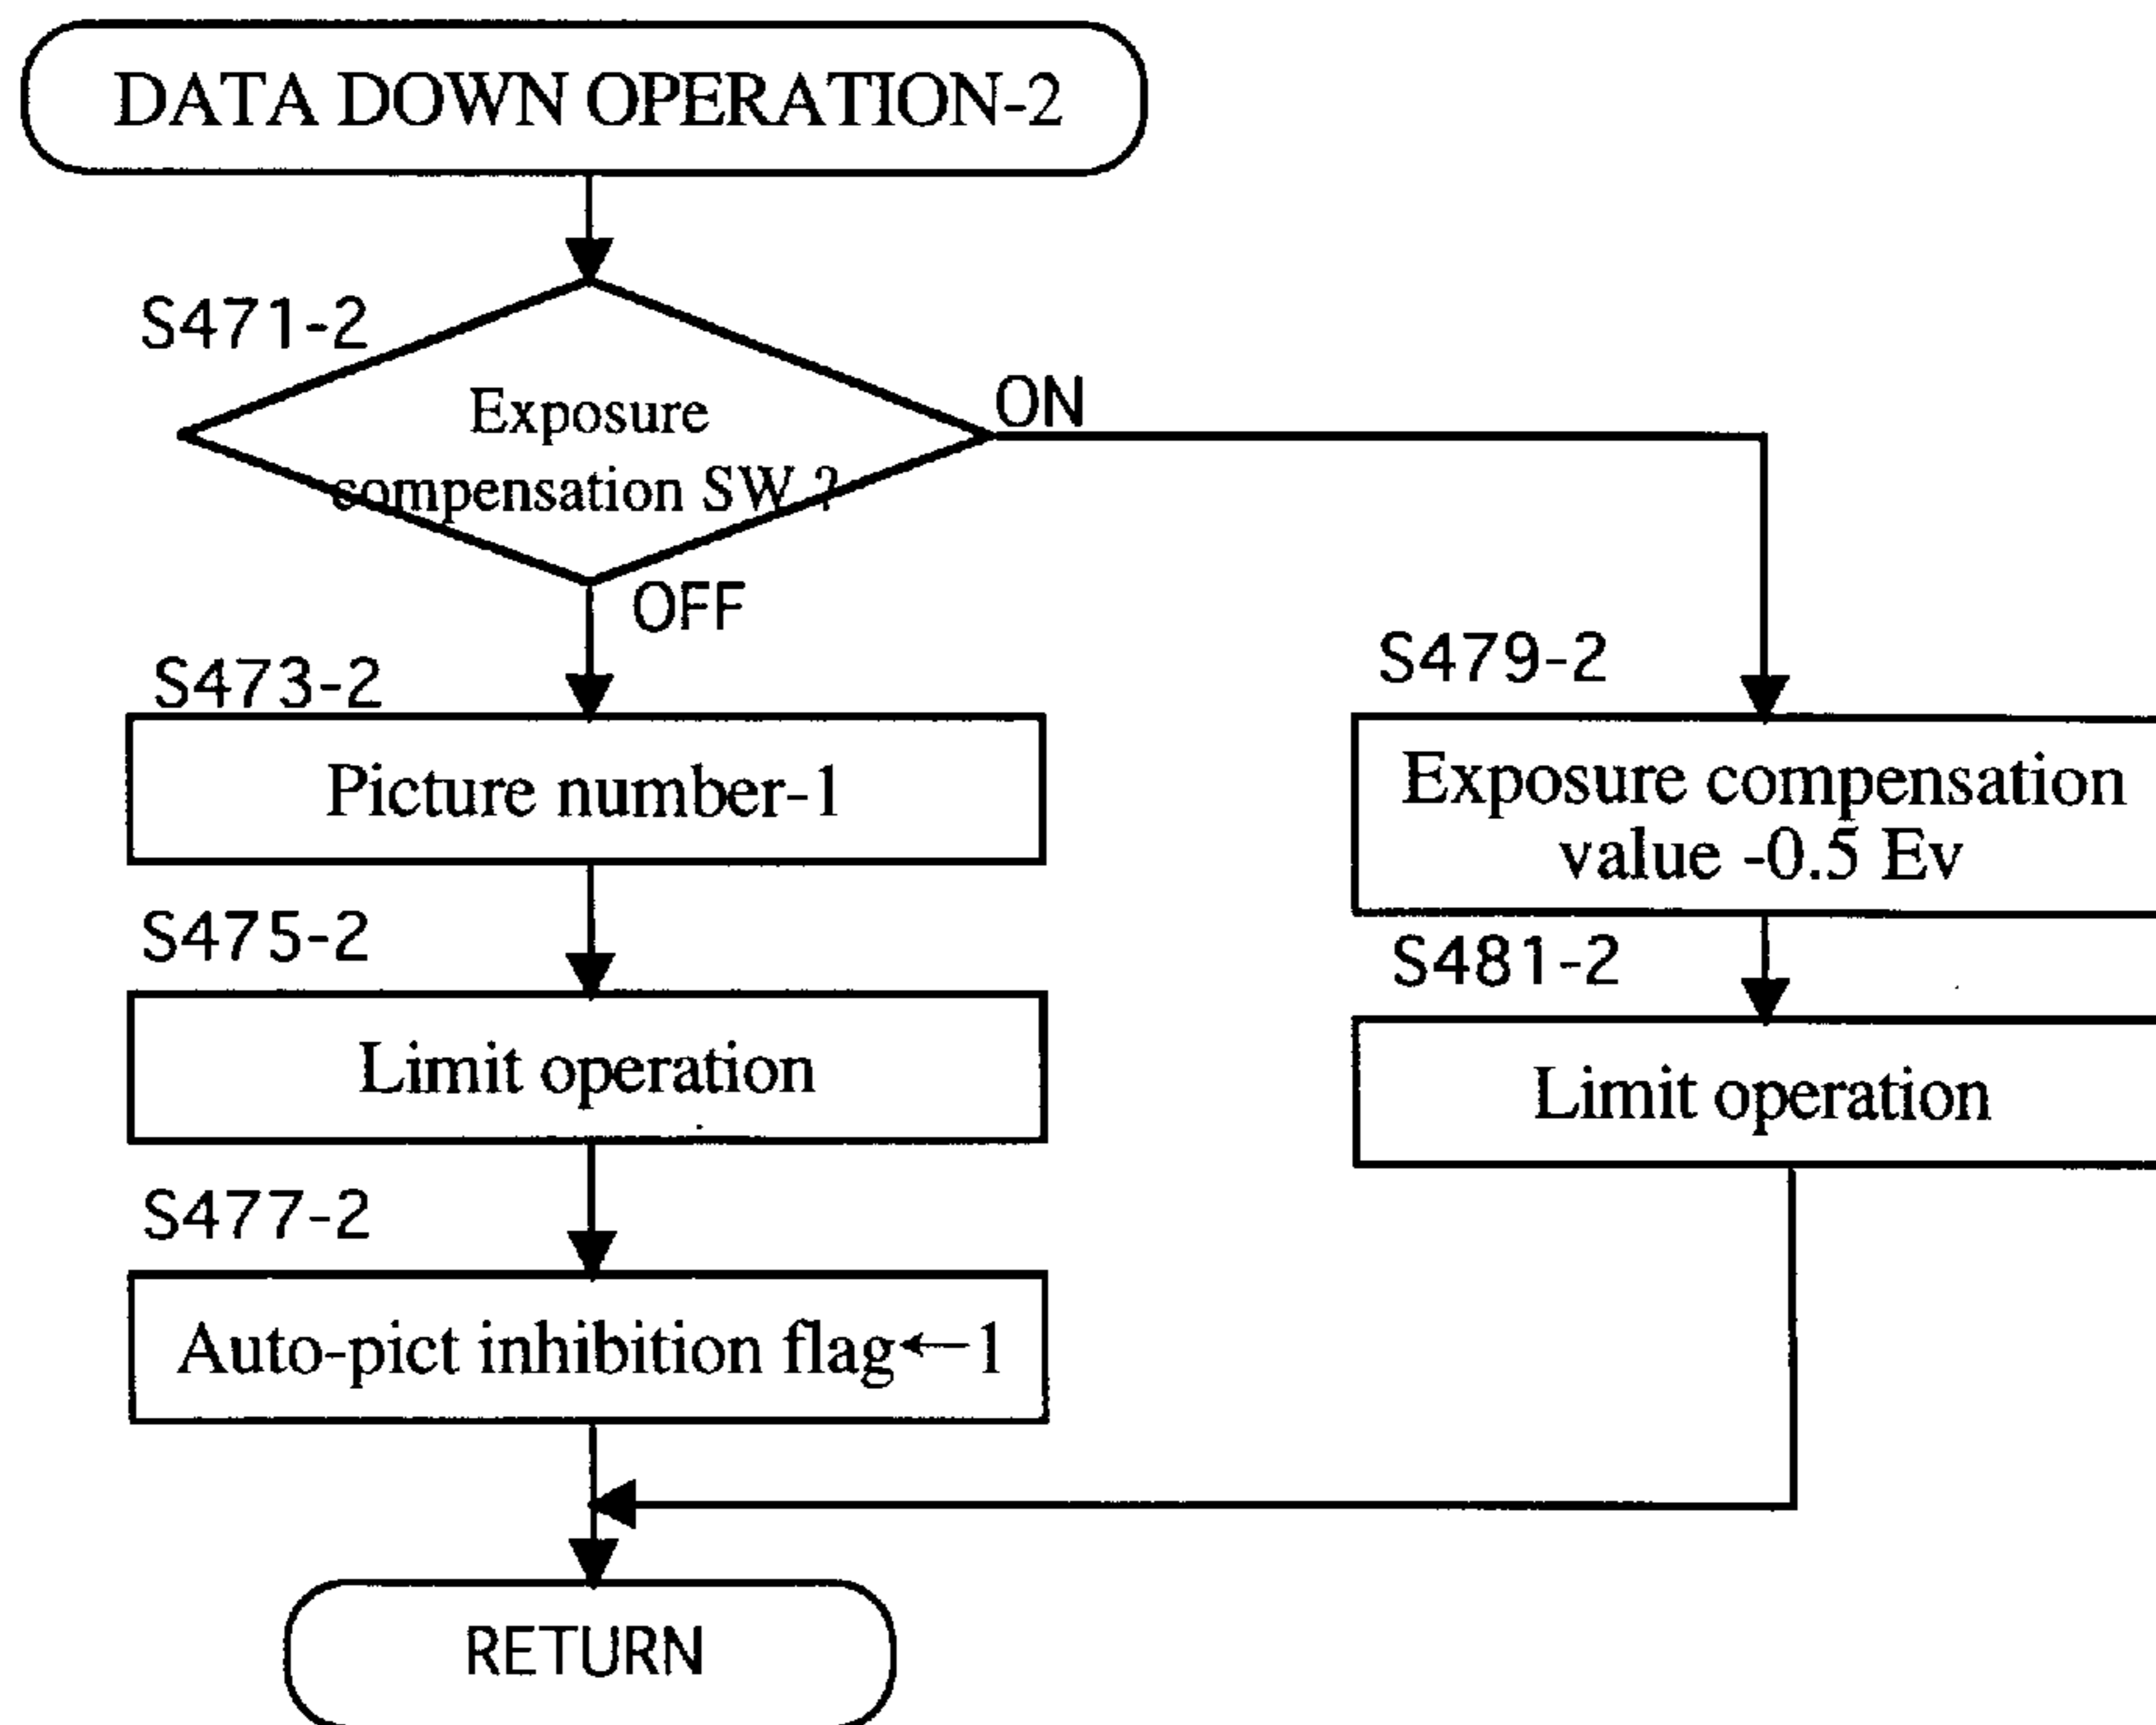 DATA DOWN OPERATION-2
S471-2
Exposure
compensation SW ?
ON
OFF
S473-2
Picture number-1
S475-2
Limit operation
S477-2
Auto-pict inhibition flag←1
S479-2
Exposure compensation
value -0.5 Ev
S481-2
Limit operation
RETURN